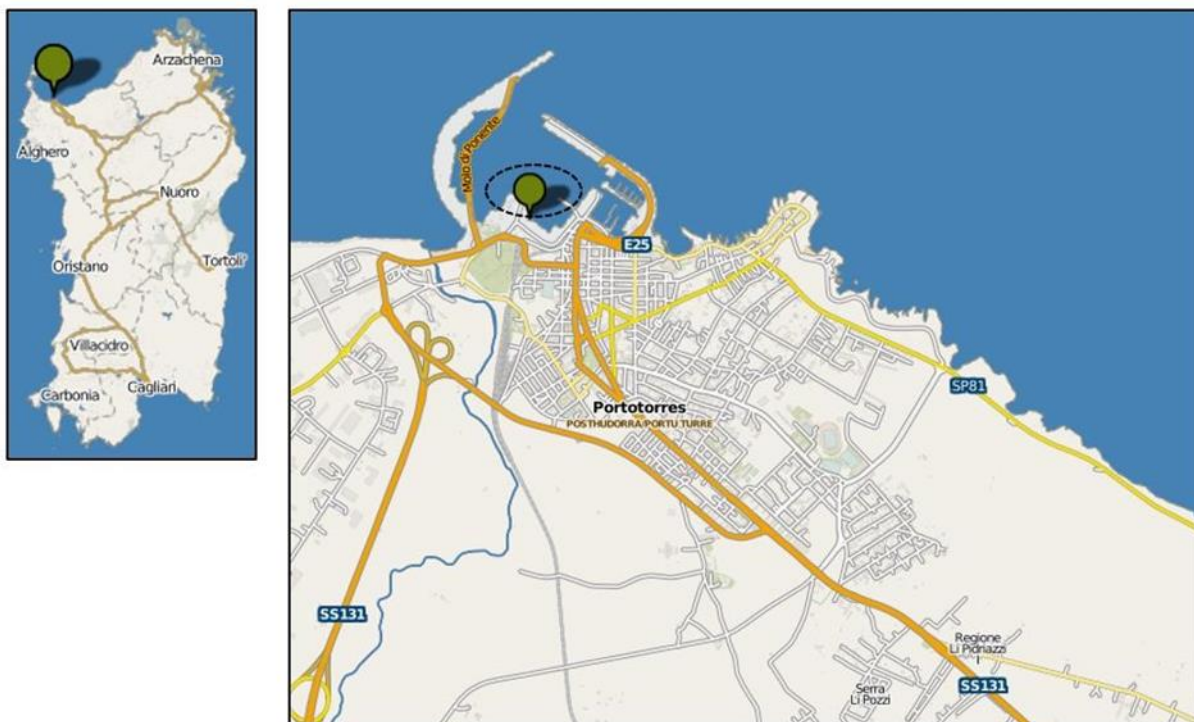 Arzachena
Alghero
Nuoro
Oristano
Tortoli'
Villacidro
Carbonia
Cagliari
Molo di Ponente
E25
SP81
Portotorres
POSTHUDORRA/PORTU TURRE
SS131
Regione
Li Pidriazzi
I
SS131
Serra
Li Pozzi